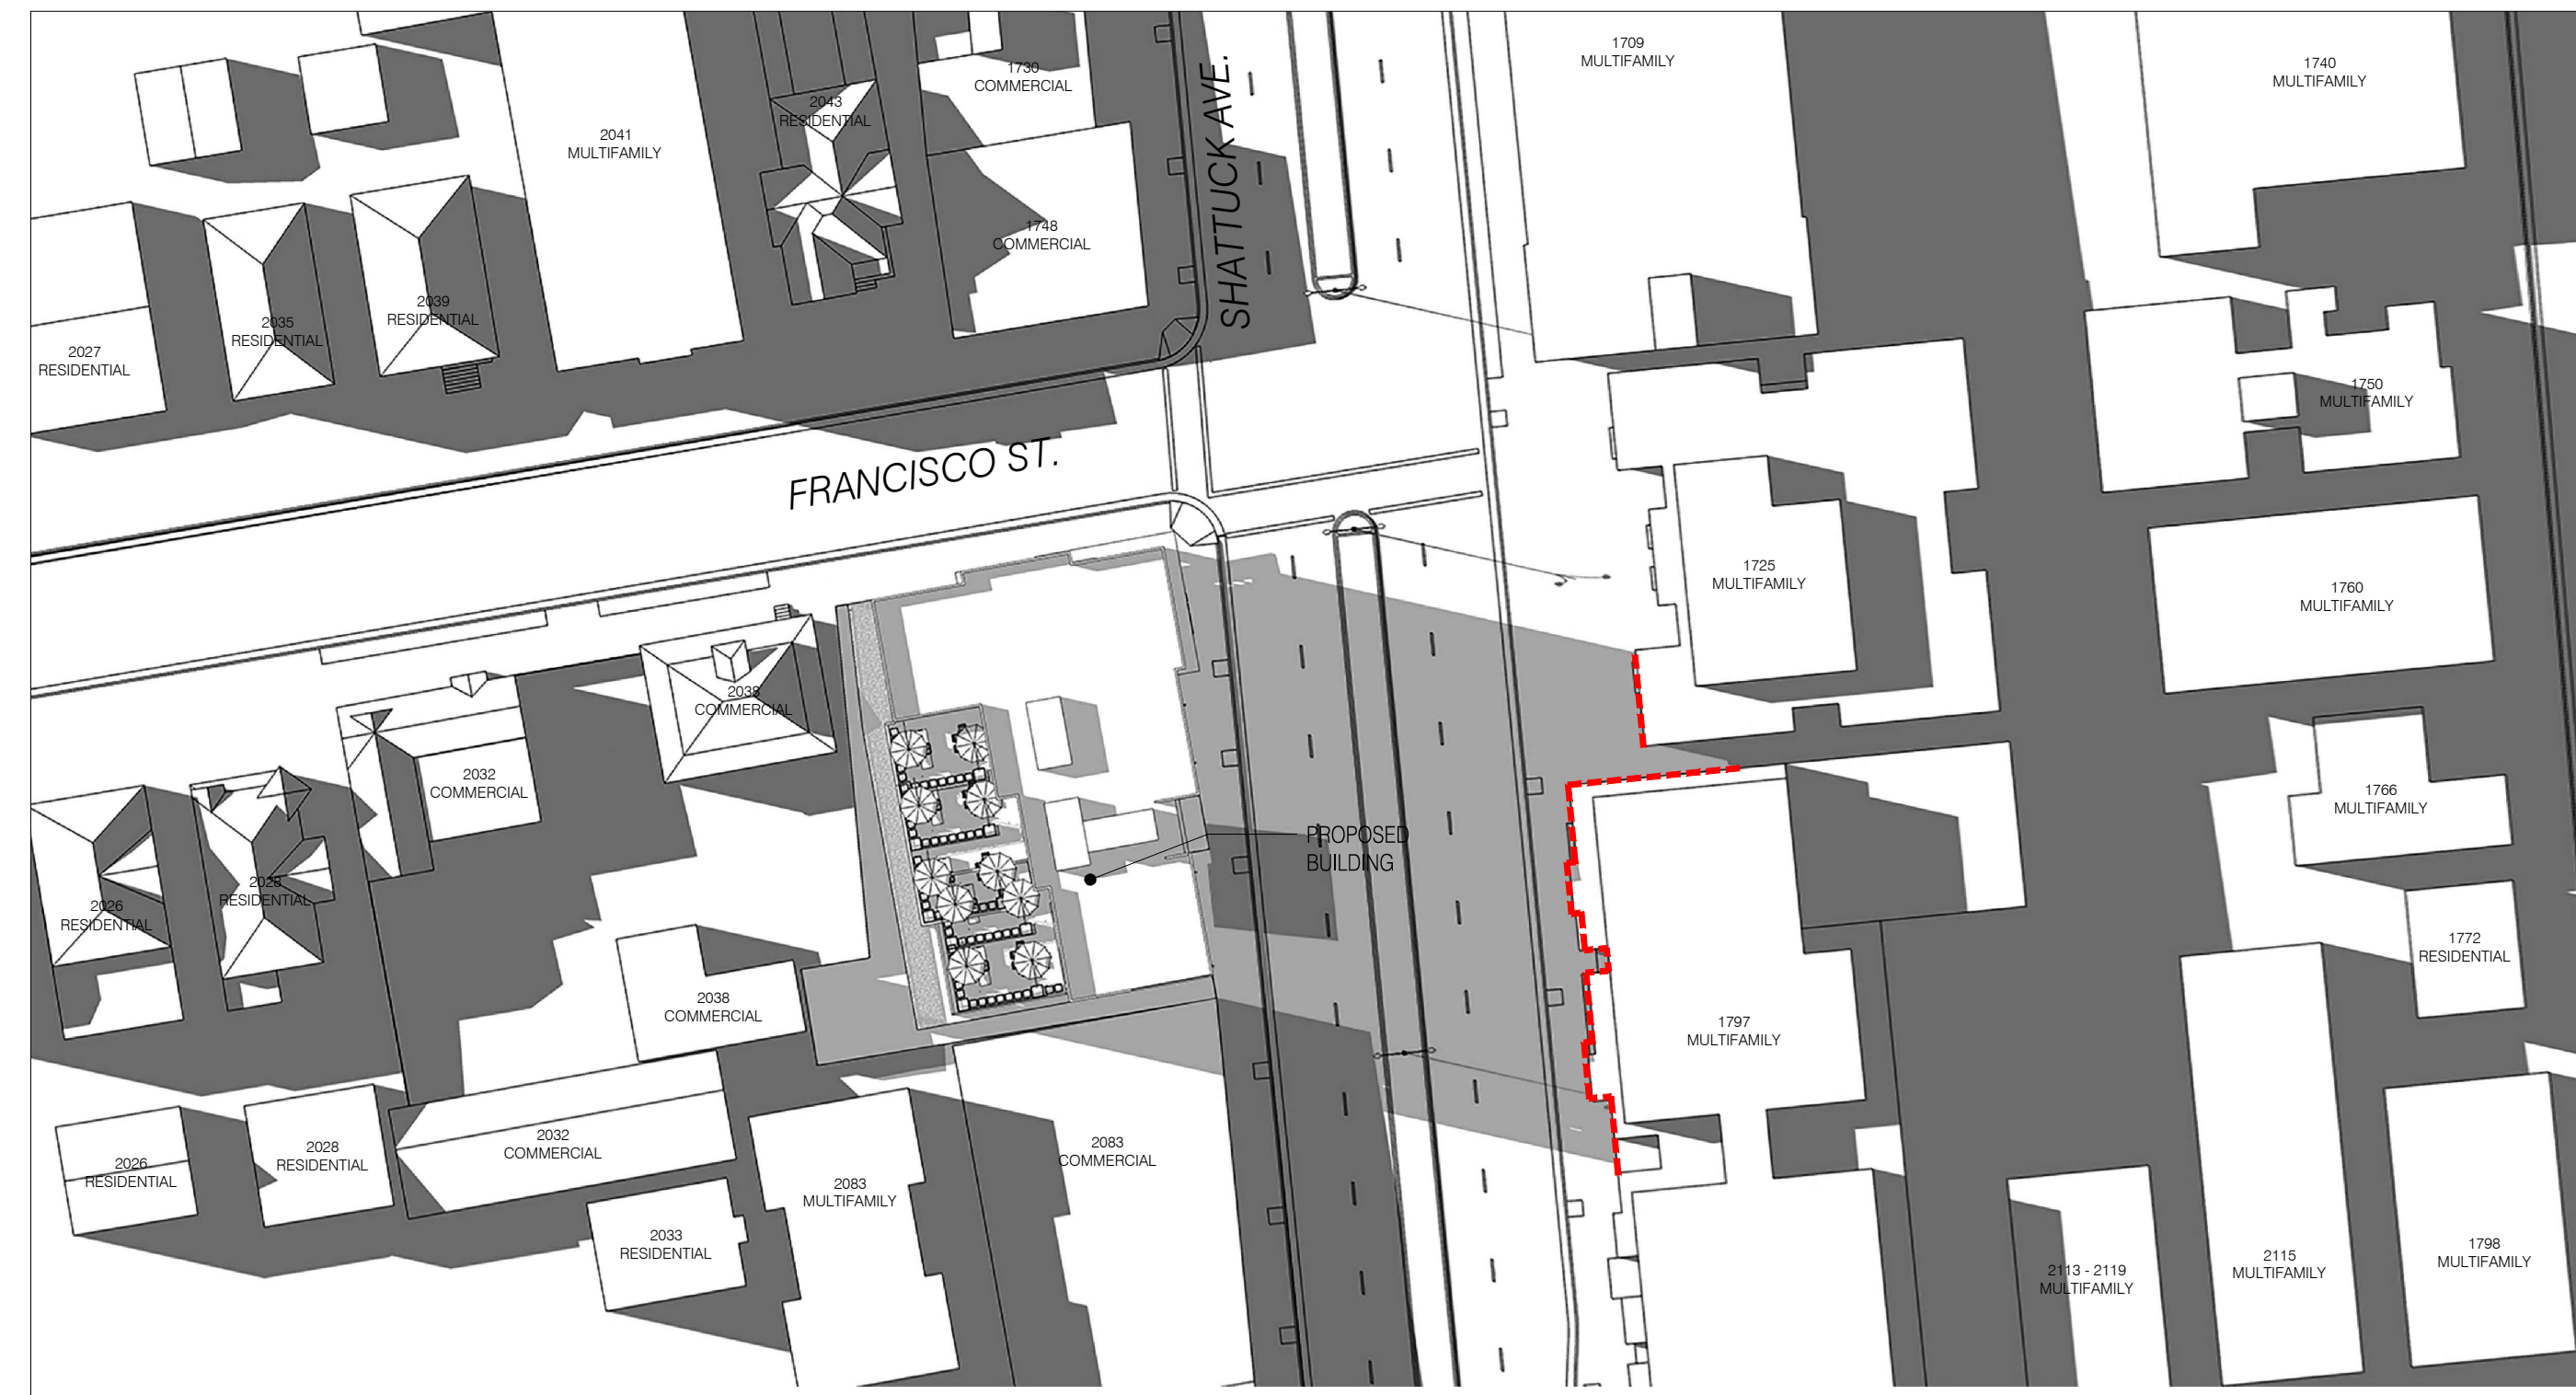 1709
MULTIFAMILY
1740
MULTIFAMILY
1730
COMMERCIAL
2043
RESIDENTIAL
2041
MULTIFAMILY
SHATTUCK AVE.
1748
COMMERCIAL
2039
RESIDENTIAL
2035
RESIDENTIAL
2027
RESIDENTIAL
1750
MULTIFAMILY
FRANCISCO ST.
1725
MULTIFAMILY
1760
MULTIFAMILY
2038
COMMERCIAL
2032
COMMERCIAL
1766
MULTIFAMILY
PROPOSED
BUILDING
2028
RESIDENTIAL
2026
RESIDENTIAL
1772
RESIDENTIAL
2038
COMMERCIAL
1797
MULTIFAMILY
2032
COMMERCIAL
2083
COMMERCIAL
2028
RESIDENTIAL
2026
RESIDENTIAL
2083
MULTIFAMILY
2033
RESIDENTIAL
1798
MULTIFAMILY
2115
MULTIFAMILY
2113 - 2119
MULTIFAMILY